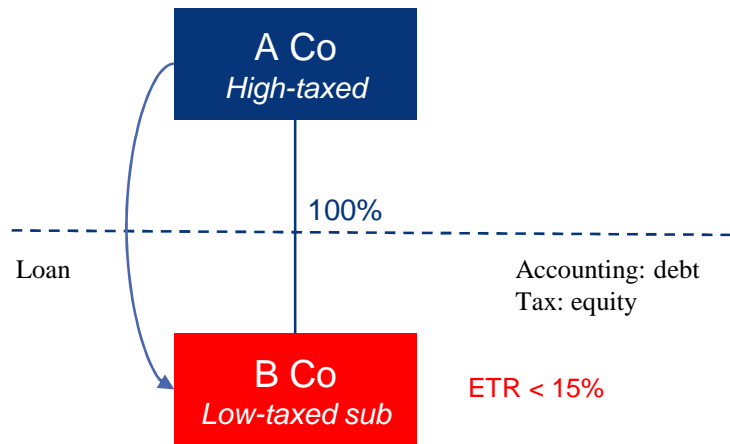 A Co
High-taxed
100%
Loan
Accounting: debt
Tax: equity
B Co
Low-taxed sub
ETR < 15%